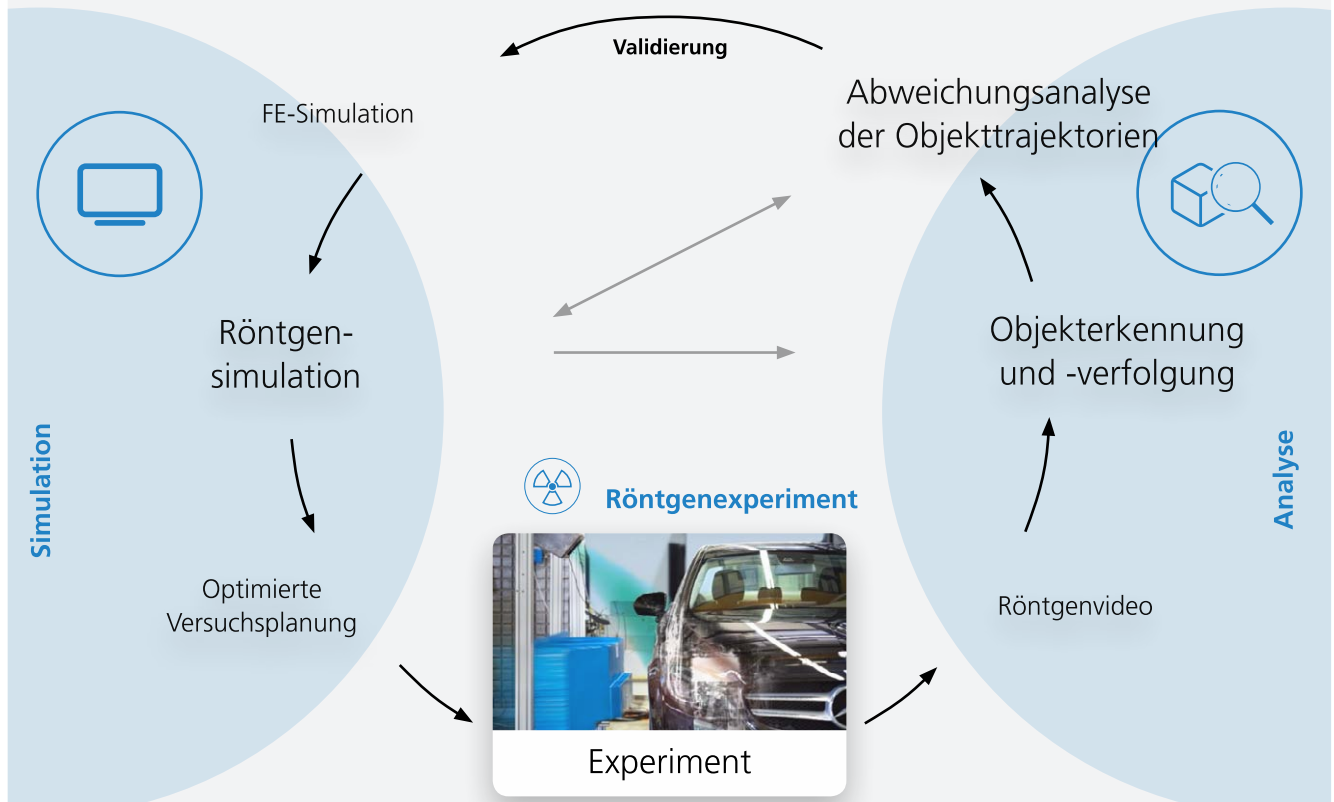 Validierung
FE-Simulation
Abweichungsanalyse
der Objekttrajektorien
Röntgen-
simulation
Objekterkennung
und -verfolgung
Simulation
Analyse
Röntgenexperiment
Optimierte
Versuchsplanung
Röntgenvideo
Experiment